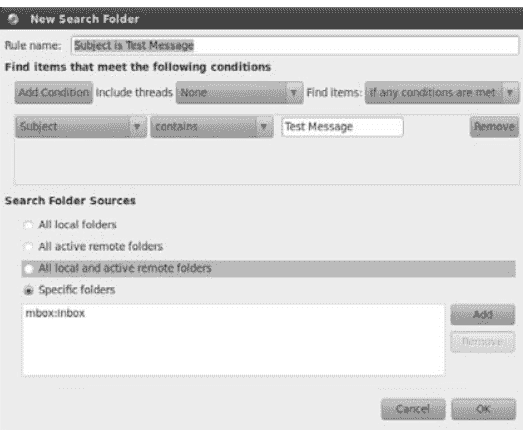 New Search Folder
Rule name: Subject is Test Message
Find items that meet the following conditions
Add Condition Include threads None Find items: If any conditions are met
Subject contains Test Message Remove
Search Folder Sources
All local folders
All active remote folders
All local and active remote folders
Specific folders
mbox:Inbox Add
Remove
Cancel OK